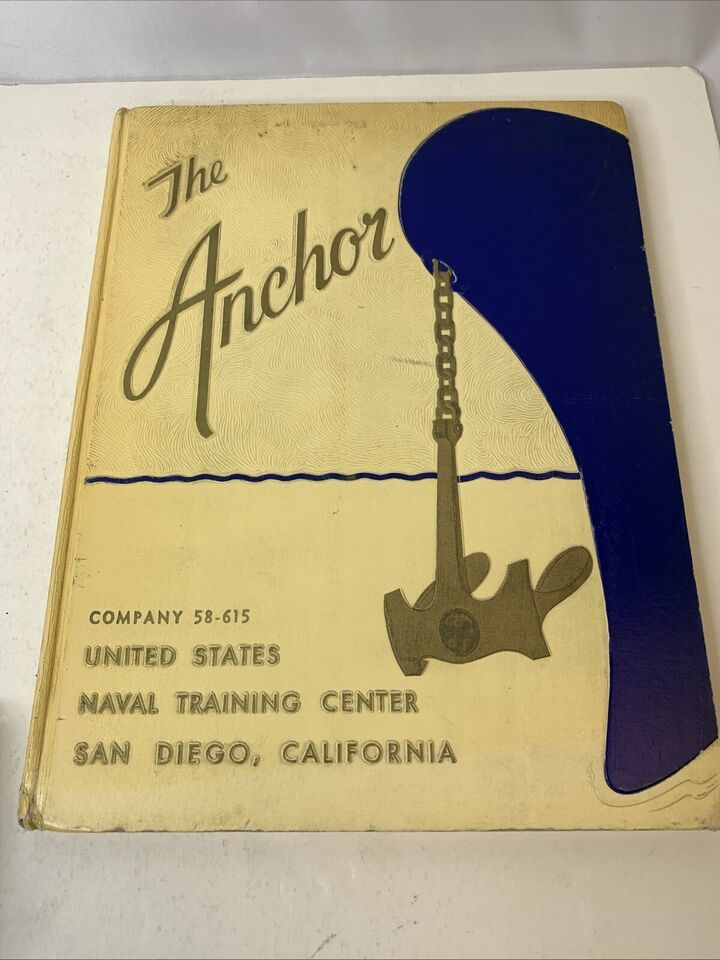 The
Anchor
COMPANY 58-615
UNITED STATES
NAVAL TRAINING CENTER
SAN DIEGO, CALIFORNIA